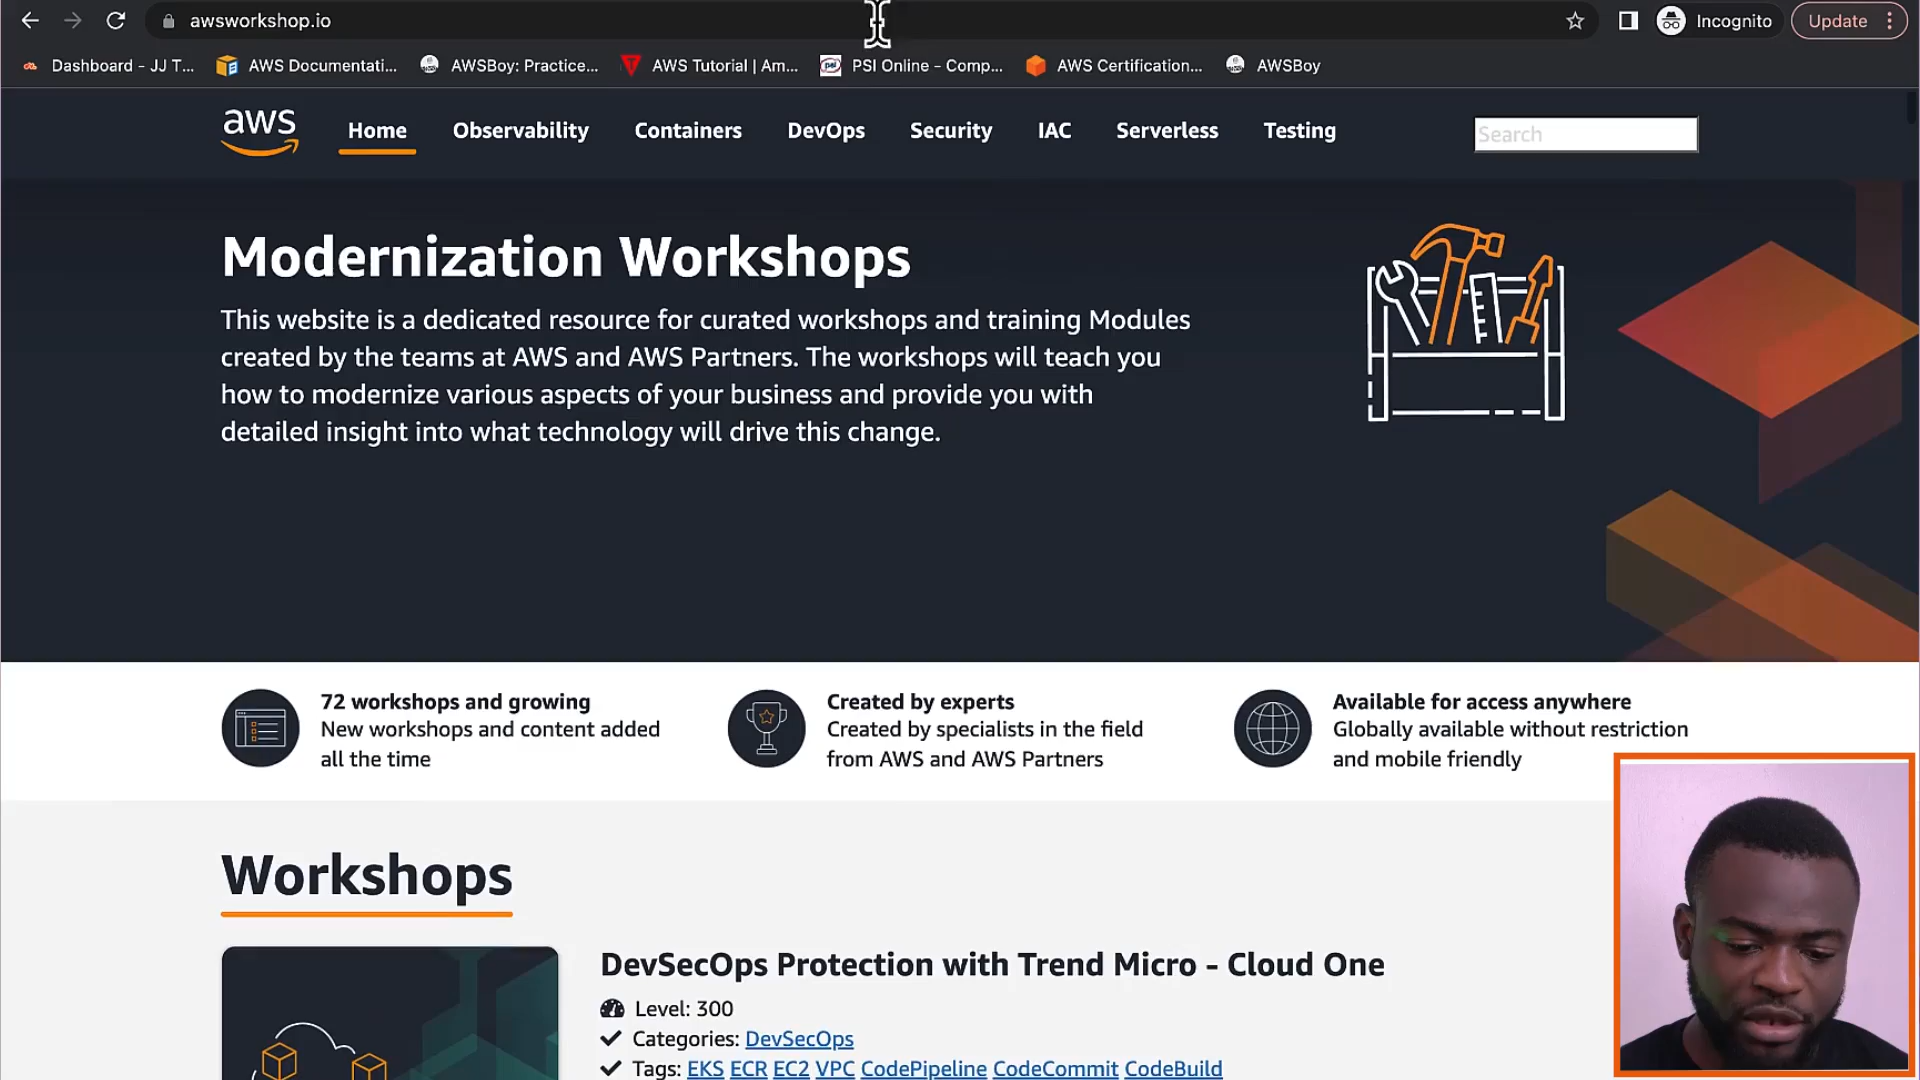 awsworkshop.io
Incognito
Update
Dashboard - JJ T...
AWS Documentati...
AWSBoy: Practice...
AWS Tutorial | Am...
psi
PSI Online - Comp...
AWS Certification...
AWSBoy
aws
Home
Observability
Containers
DevOps
Security
IAC
Serverless
Testing
Search
Modernization Workshops
This website is a dedicated resource for curated workshops and training Modules
created by the teams at AWS and AWS Partners. The workshops will teach you
how to modernize various aspects of your business and provide you with
detailed insight into what technology will drive this change.
72 workshops and growing
New workshops and content added
all the time
Created by experts
Created by specialists in the field
from AWS and AWS Partners
Available for access anywhere
Globally available without restriction
and mobile friendly
Workshops
DevSecOps Protection with Trend Micro - Cloud One
Level: 300
Categories: DevSecOps
Tags: EKS ECR EC2 VPC CodePipeline CodeCommit CodeBuild